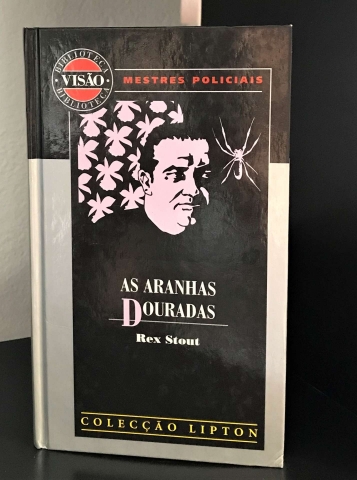 BIBLIOTECA
VISÃO
BIBLIOTECA
MESTRES POLICIAIS
AS ARANHAS
DOURADAS
Rex Stout
COLECÇÃO LIPTON